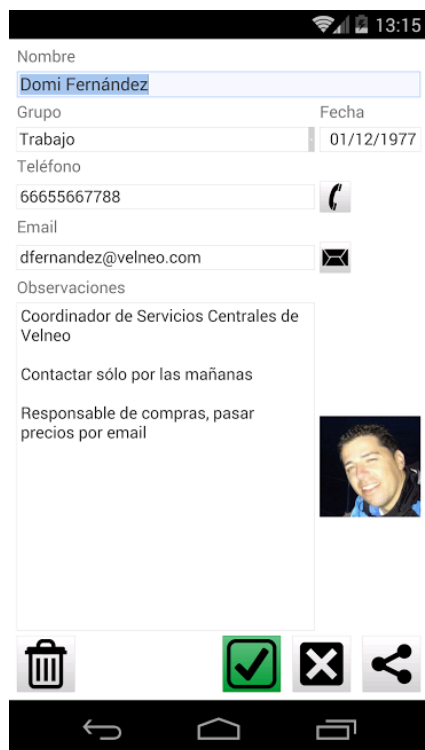 13:15
Nombre
Domi Fernández
Grupo
Fecha
Trabajo
01/12/1977
Teléfono
66655667788
Email
dfernandez@velneo.com
Observaciones
Coordinador de Servicios Centrales de
Velneo
Contactar sólo por las mañanas
Responsable de compras, pasar
precios por email